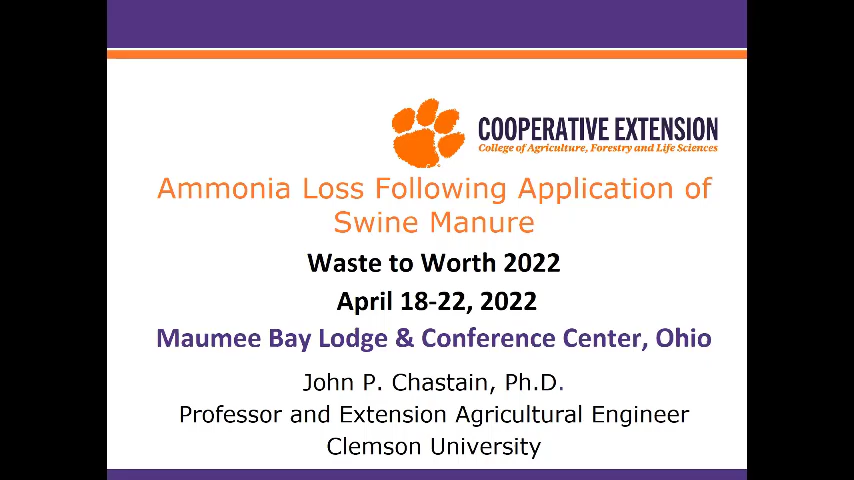 COOPERATIVE EXTENSION
College of Agriculture, Forestry and Life Sciences
Ammonia Loss Following Application of
Swine Manure
Waste to Worth 2022
April 18-22, 2022
Maumee Bay Lodge & Conference Center, Ohio
John P. Chastain, Ph.D.
Professor and Extension Agricultural Engineer
Clemson University